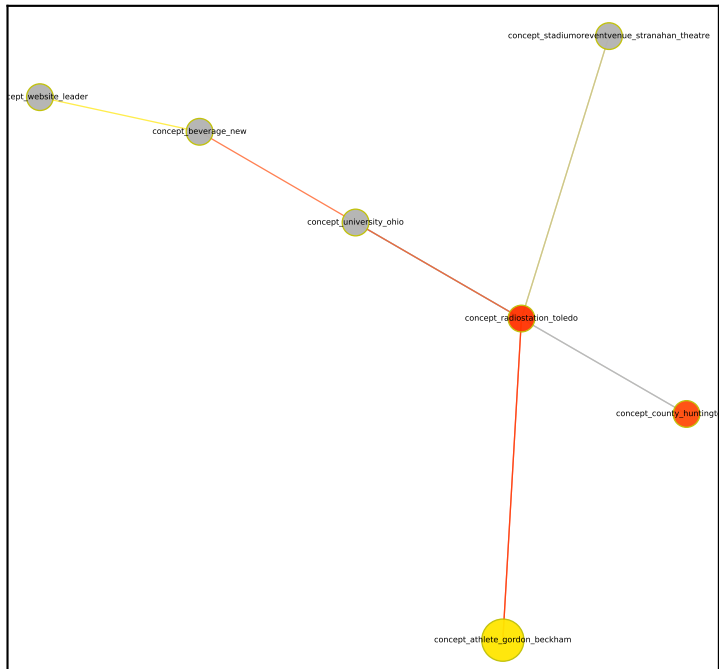 concept_stadiumoreventvenue_stranahan_theatre
cept_website_leader
concept_beverage_new
concept_university_ohio
concept_radiostation_toledo
concept_county_huntingt
concept_athlete_gordon_beckham